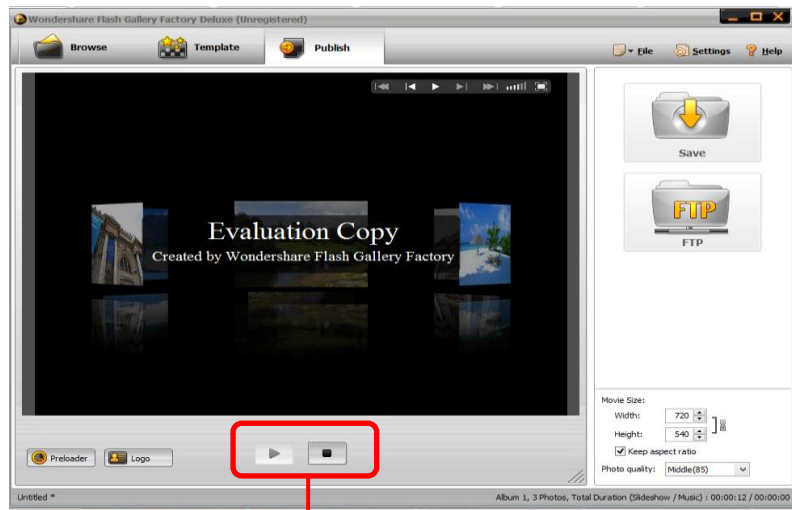 Wondershare Flash Gallery Factory Deluxe (Unregistered)
Browse Template Publish File Settings Help
Evaluation Copy
Created by Wondershare Flash Gallery Factory
Save
FTP
FTP
Movie Size:
Width: 720
Height: 540
Keep aspect ratio
Photo quality: Middle(85)
Preloader Logo
Untitled * Album 1, 3 Photos, Total Duration (Slideshow / Music) : 00:00:12 / 00:00:00